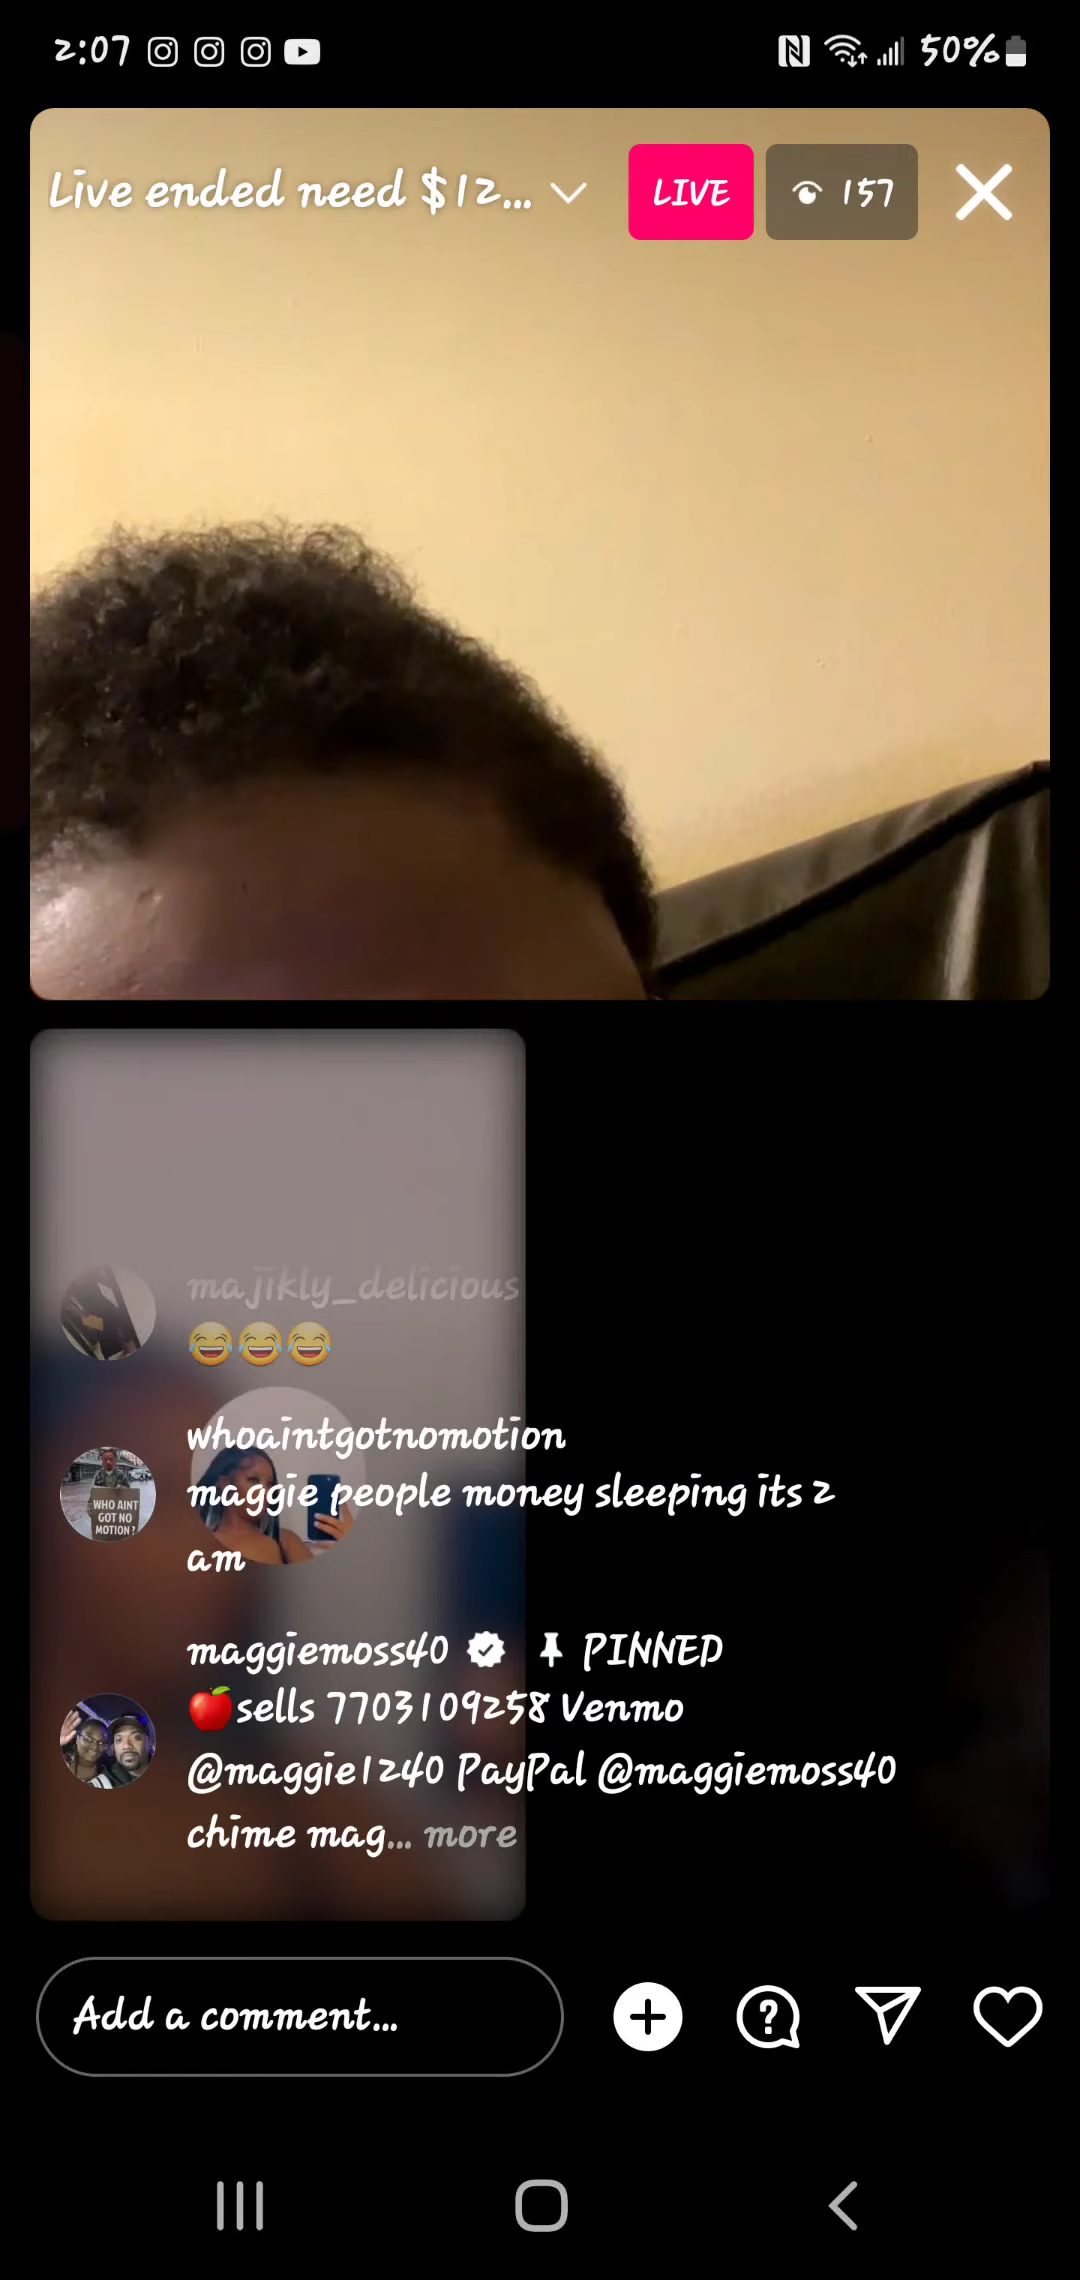 2:07 50%
Live ended need $12... LIVE 157
majikly_delicious
😂😂😂
whoaintgotnomotion
maggie people money sleeping its 2
am
WHO AINT
GOT NO
MOTION?
maggiemoss40 PINNED
🍎sells 7703109258 Venmo
@maggie1240 PayPal @maggiemoss40
chime mag... more
Add a comment...